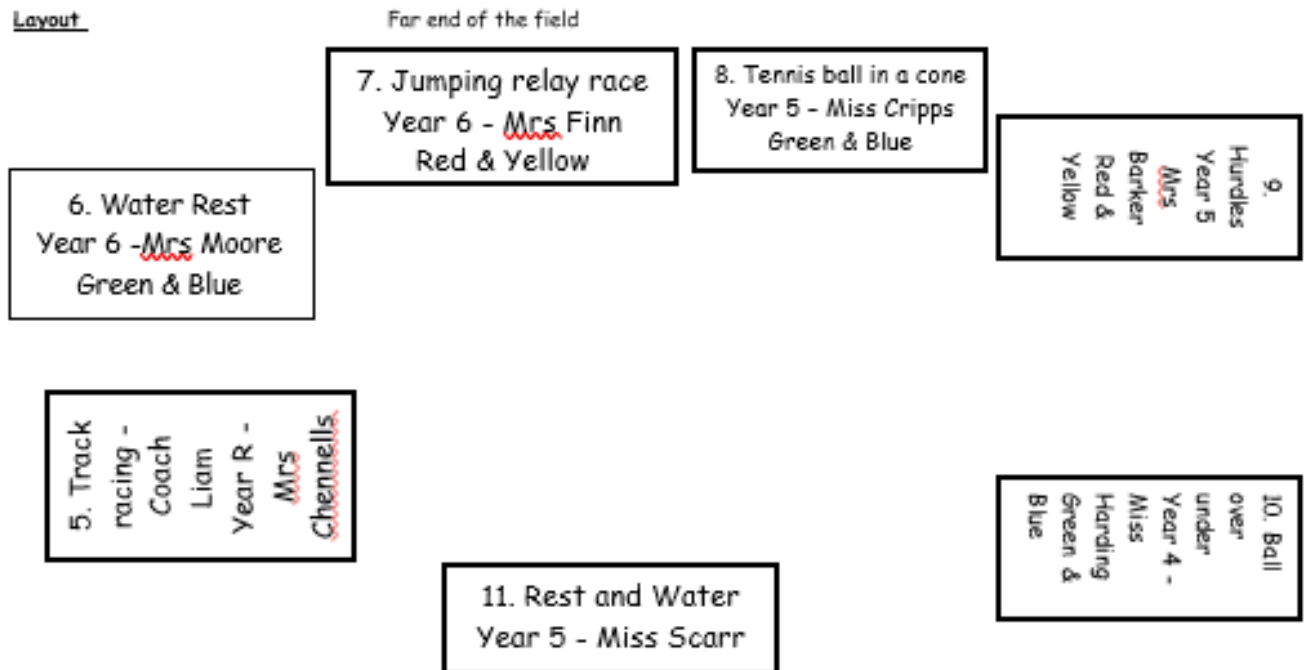 Layout
Far end of the field
7. Jumping relay race
Year 6 - Mrs Finn
Red & Yellow
8. Tennis ball in a cone
Year 5 - Miss Cripps
Green & Blue
9.
Hurdles
Year 5
Mrs
Barker
Red &
Yellow
6. Water Rest
Year 6 -Mrs Moore
Green & Blue
5. Track
racing -
Coach
Liam
Year R -
Mrs
Chennells
10. Ball
over
under
Year 4 -
Miss
Harding
Green &
Blue
11. Rest and Water
Year 5 - Miss Scarr